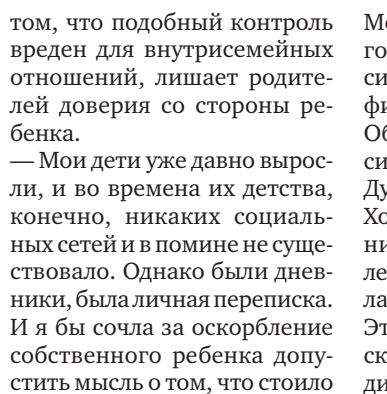 том, что подобный контроль
вреден для внутрисемейных
отношений, лишает родите-
лей доверия со стороны ре-
бенка.
— Мои дети уже давно вырос-
ли, и во времена их детства,
конечно, никаких социаль-
ных сетей и в помине не суще-
ствовало. Однако были днев-
ники, была личная переписка.
И я бы сочла за оскорбление
собственного ребенка допу-
стить мысль о том, что стоило